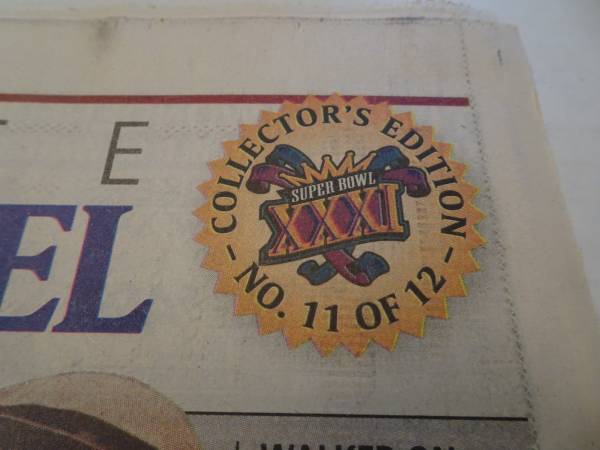 T E
EL
COLLECTOR'S EDITION
SUPER BOWL
XXXI
- NO. 11 OF 12 -
WALKER ON